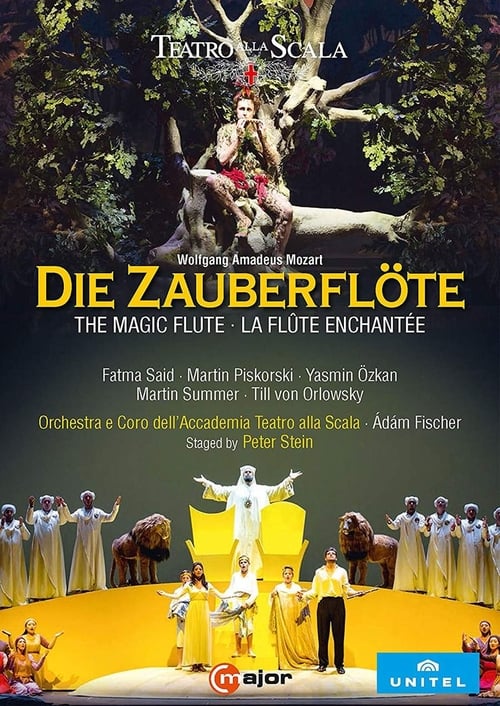 TEATRO ALLA SCALA
Wolfgang Amadeus Mozart
DIE ZAUBERFLÖTE
THE MAGIC FLUTE · LA FLÛTE ENCHANTÉE
Fatma Said · Martin Piskorski · Yasmin Özkan
Martin Summer · Till von Orlowsky
Orchestra e Coro dell'Accademia Teatro alla Scala · Ádám Fischer
Staged by Peter Stein
C major
UNITEL